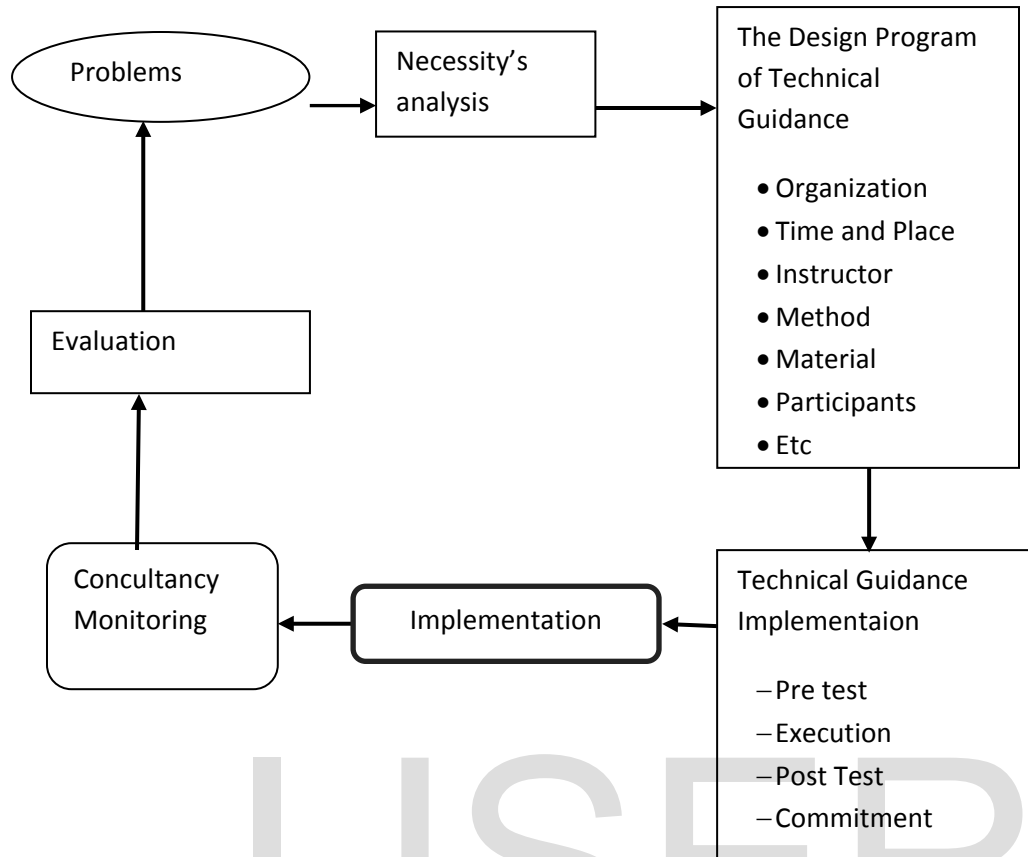 Problems
Necessity’s
analysis
The Design Program
of Technical
Guidance
• Organization
• Time and Place
• Instructor
• Method
• Material
• Participants
• Etc
Evaluation
Concultancy
Monitoring
Implementation
Technical Guidance
Implementaion
– Pre test
– Execution
– Post Test
– Commitment